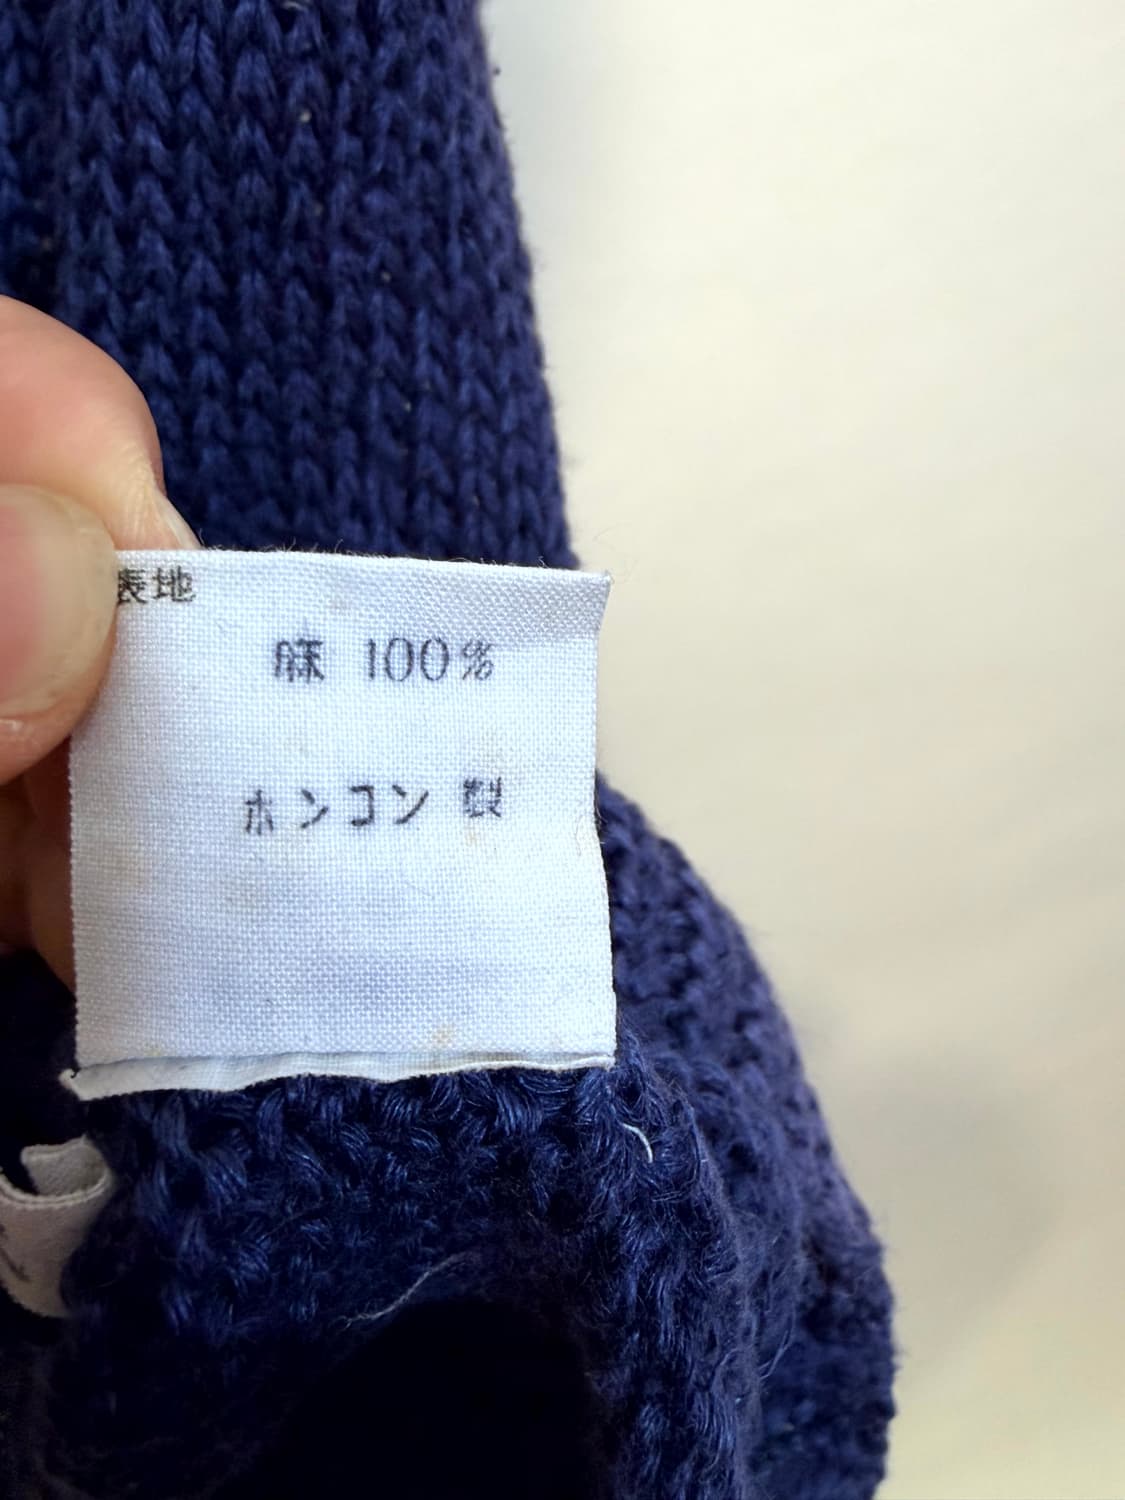 表地
麻 100%
ホンコン 製